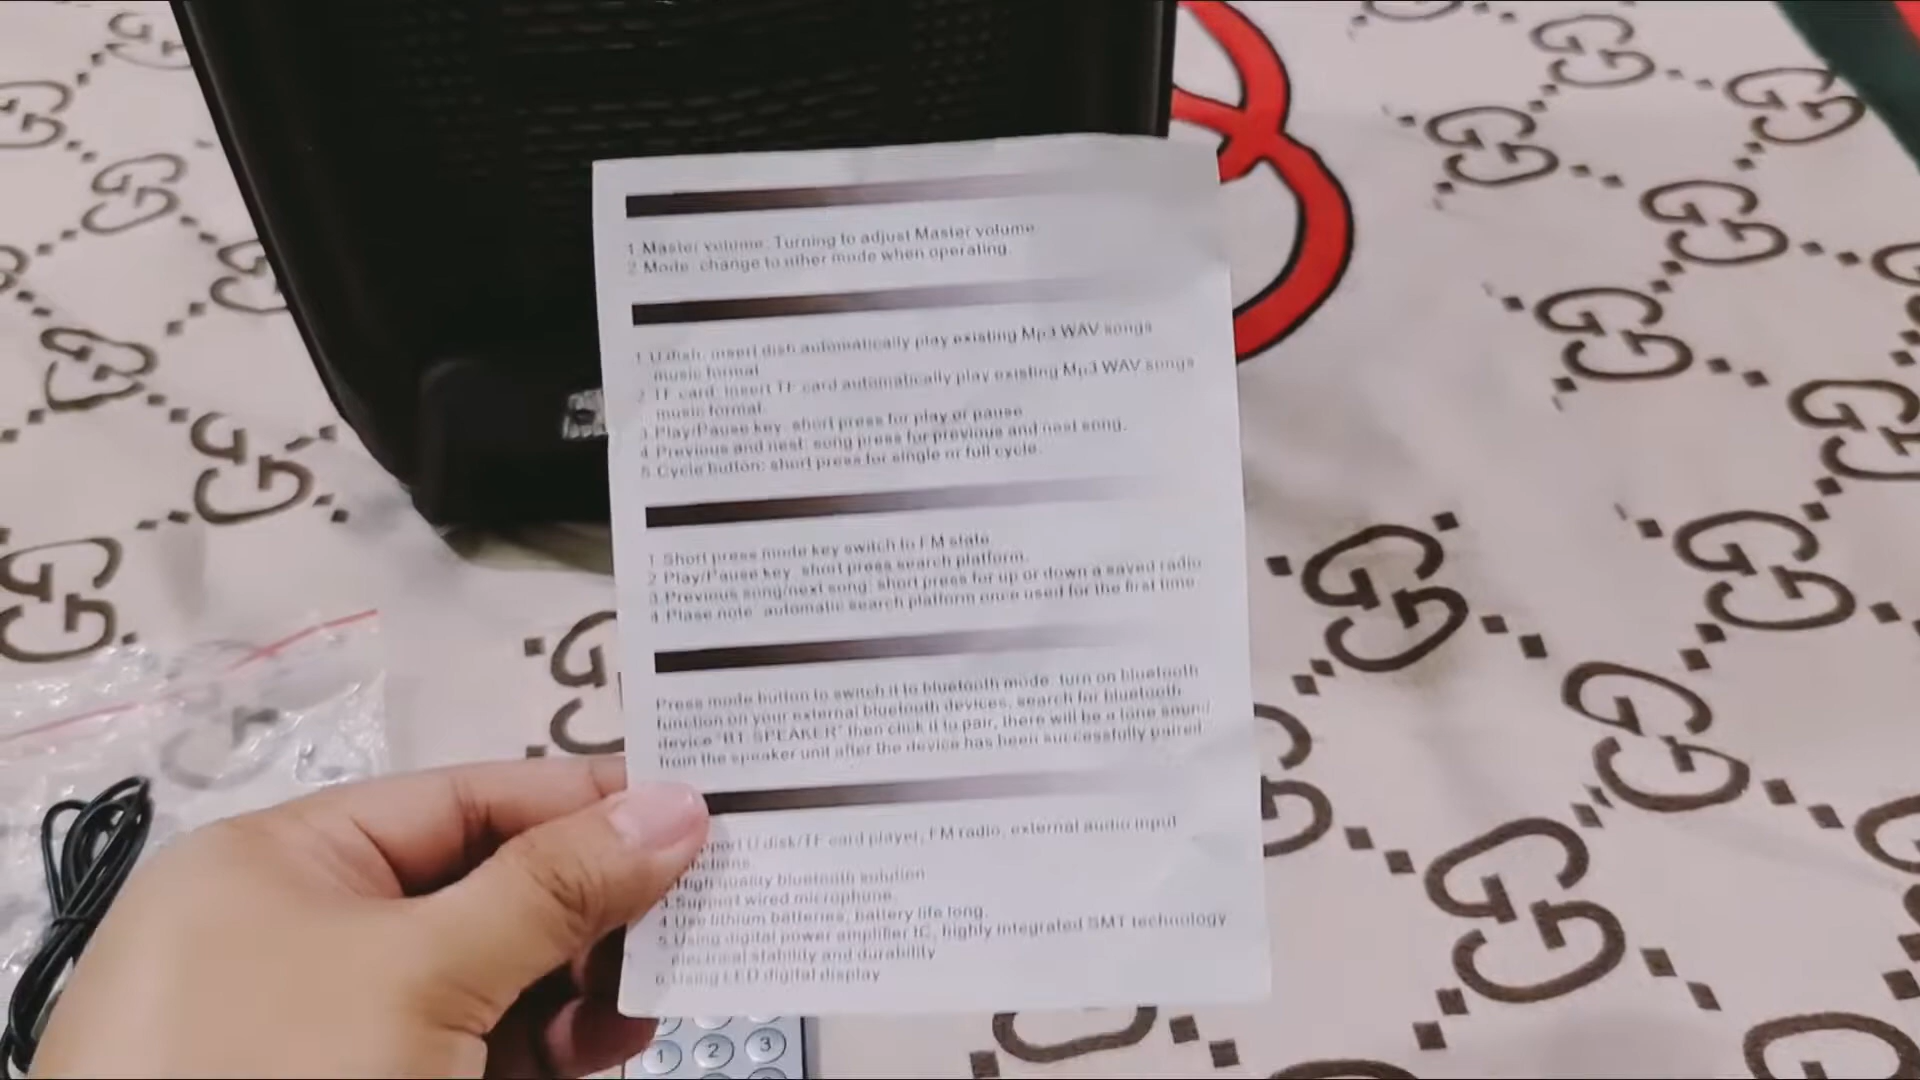 1.Master volume: Turning to adjust Master volume
2.Mode: change to other mode when operating.
1.U dish: insert dish automatically play existing Mp3 WAV songs
music format
2.TF card: insert TF card automatically play existing Mp3 WAV songs
music format.
3.Play/Pause key: short press for play or pause
4.Previous and next: song press for previous and next song.
5.Cycle button: short press for single or full cycle.
1.Short press mode key switch to FM state
2.Play/Pause key: short press search platform.
3.Previous song/next song: short press for up or down a saved radio
4.Plase note: automatic search platform once used for the first time
Press mode button to switch it to bluetooth mode, turn on bluetooth
function on your external bluetooth devices, search for bluetooth
device "BT SPEAKER" then click it to pair, there will be a tone sound
from the speaker unit after the device has been successfully paired
U disk/TF card player, FM radio, external audio input
High quality bluetooth solution
3.Support wired microphone.
4.Use lithium batteries, battery life long.
5.Using digital power amplifier IC, highly integrated SMT technology
electrical stability and durability
6.Using LED digital display
1 2 3